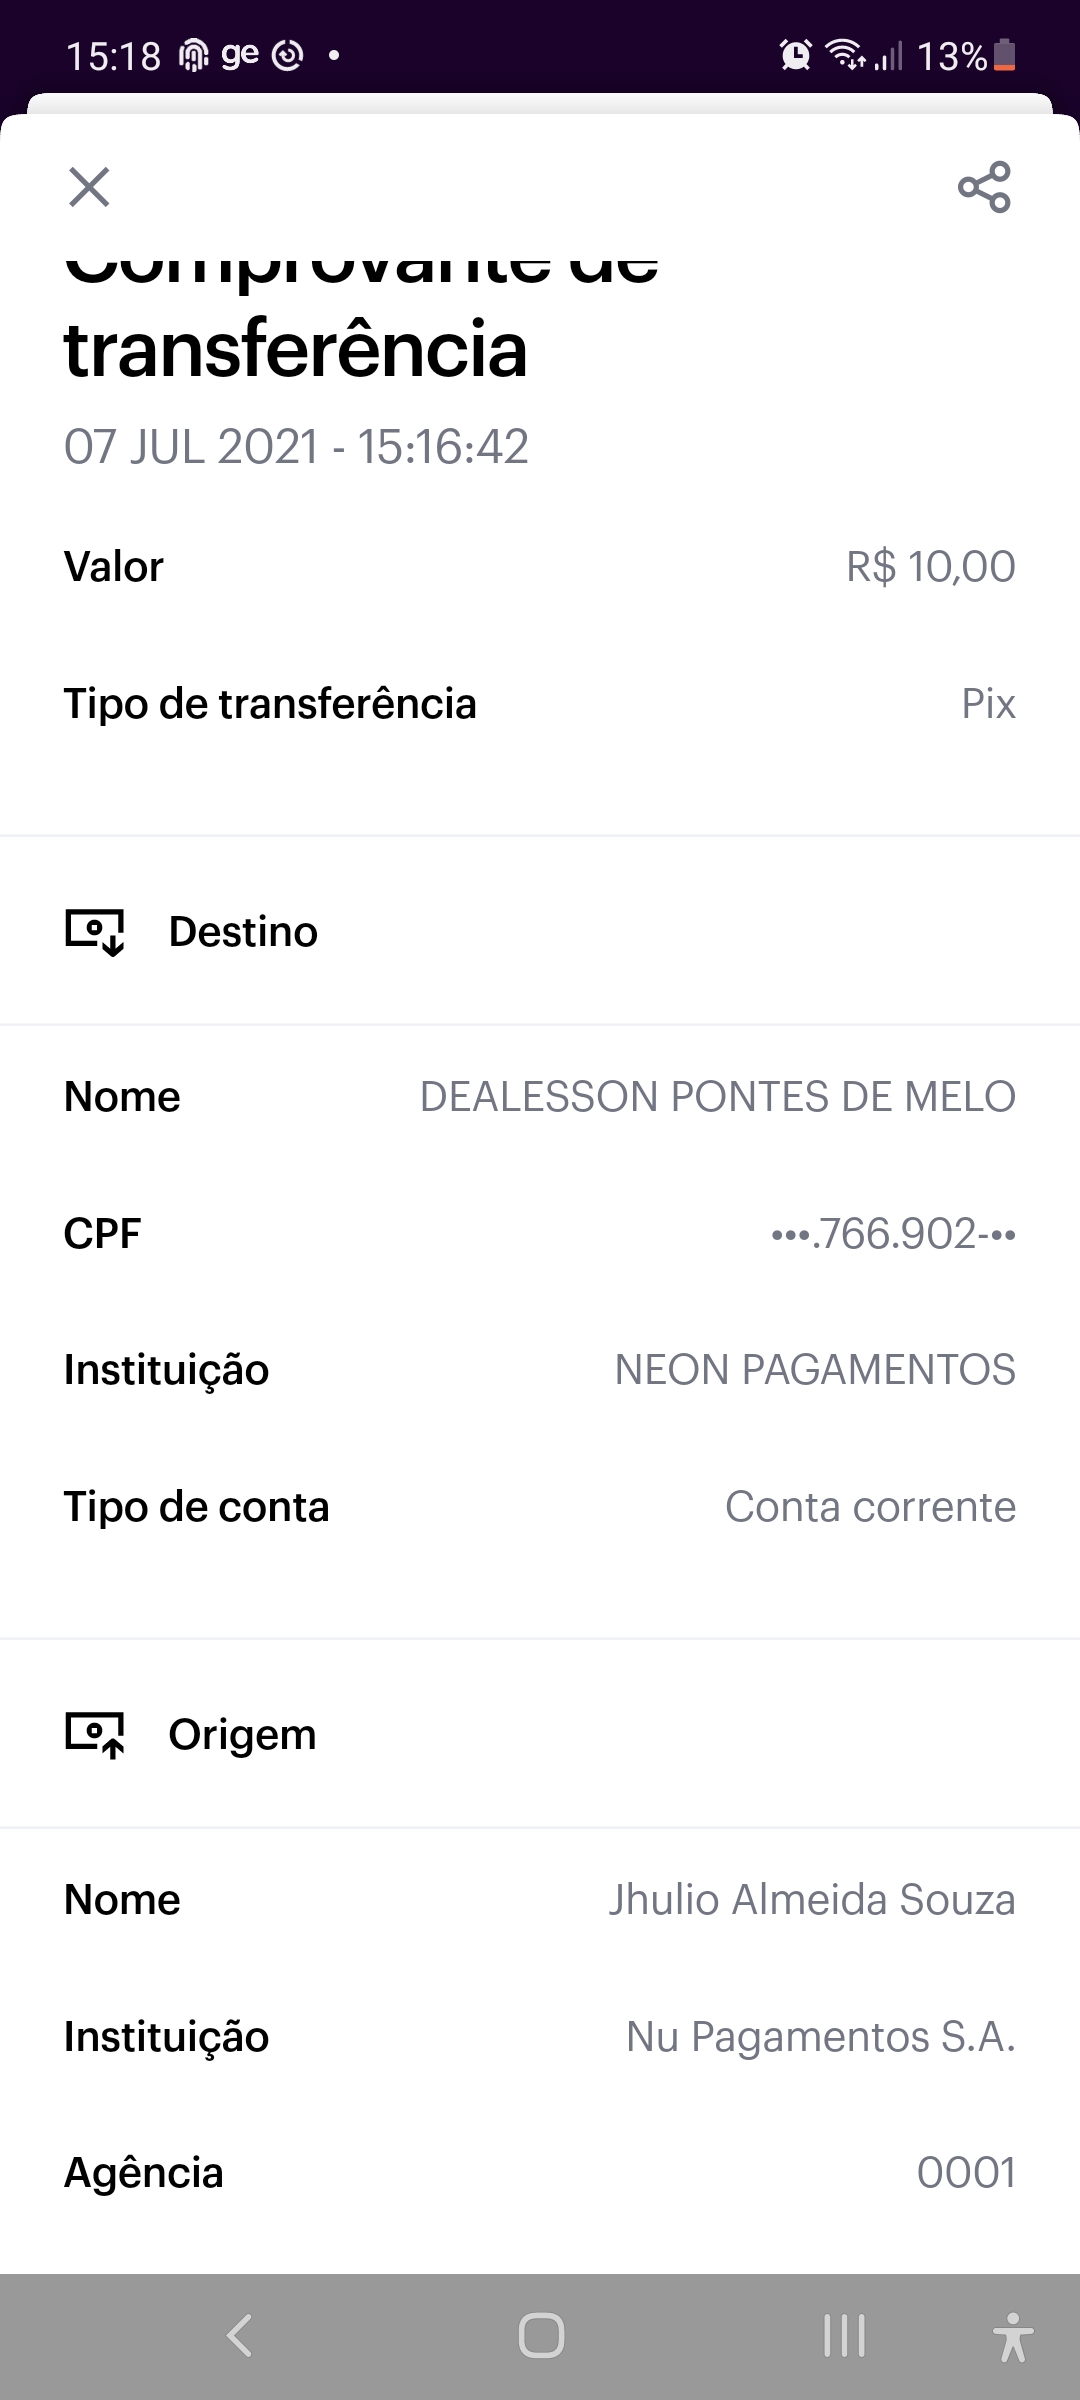 15:18 ge 13%
Comprovante de
transferência
07 JUL 2021 - 15:16:42
Valor R$ 10,00
Tipo de transferência Pix
Destino
Nome DEALESSON PONTES DE MELO
CPF •••.766.902-••
Instituição NEON PAGAMENTOS
Tipo de conta Conta corrente
Origem
Nome Jhulio Almeida Souza
Instituição Nu Pagamentos S.A.
Agência 0001